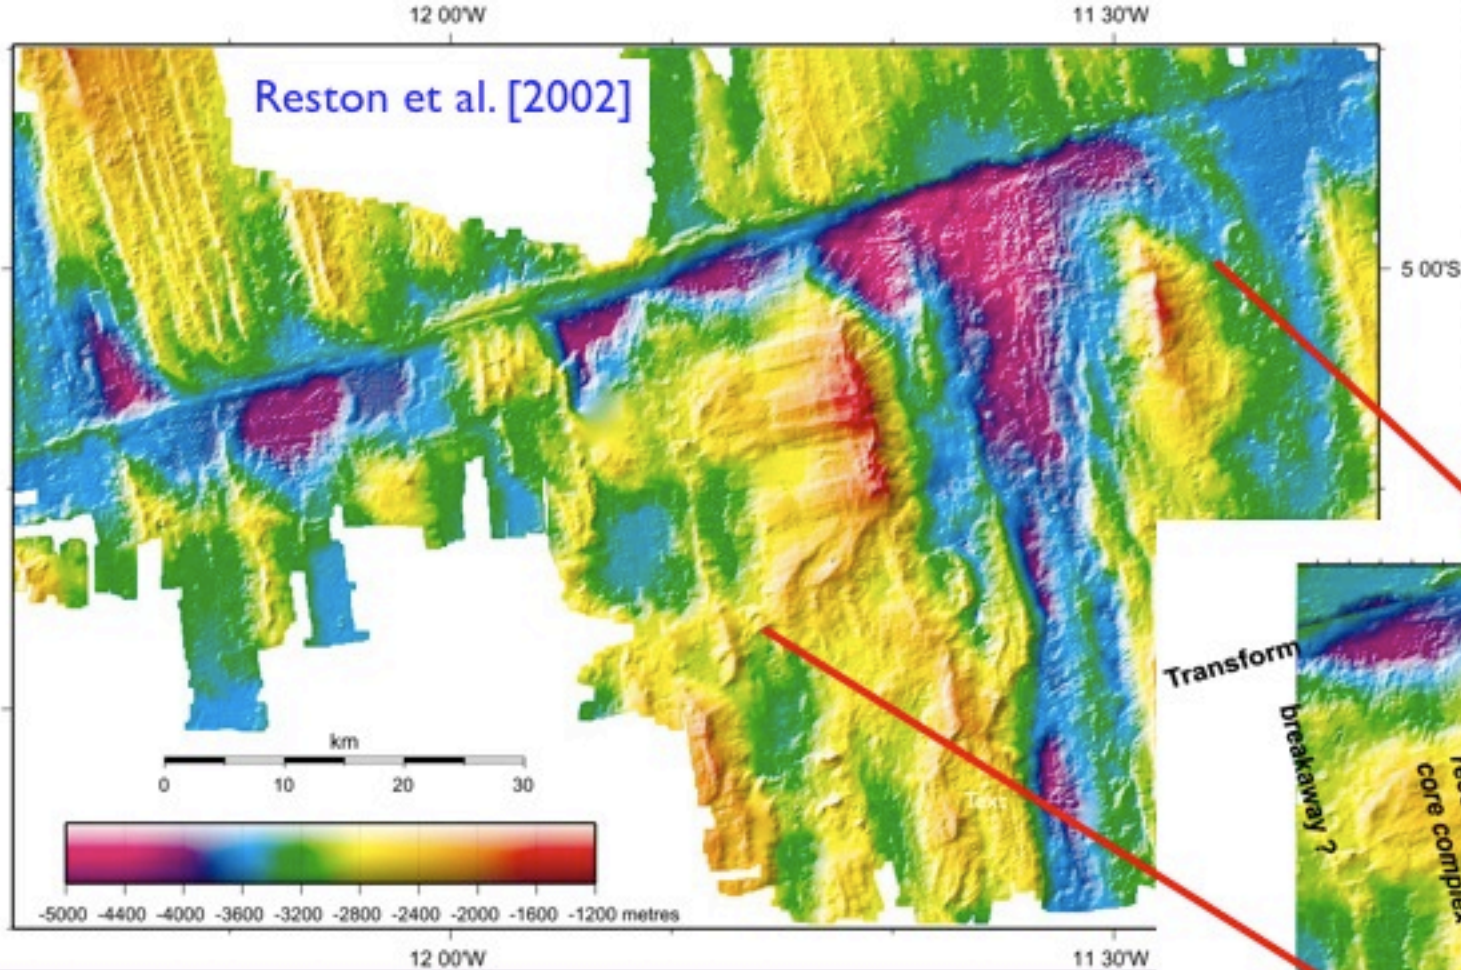 12 00'W
11 30'W
Reston et al. [2002]
5 00'S
Transform
breakaway ?
core complex
Text
km
0 10 20 30
-5000 -4400 -4000 -3600 -3200 -2800 -2400 -2000 -1600 -1200 metres
12 00'W
11 30'W